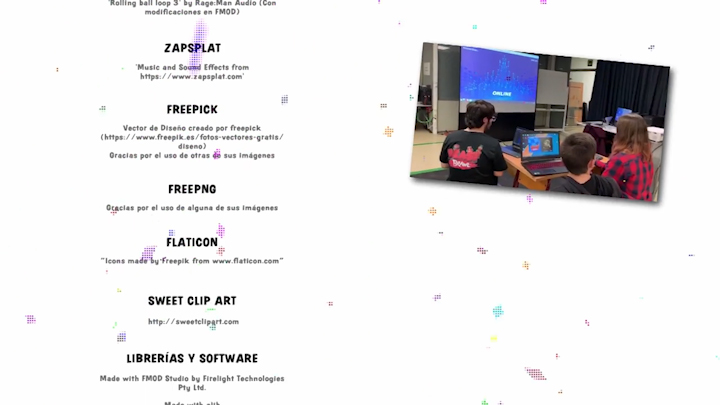 'Rolling ball loop 3' by Rage:Man Audio (Con
modificaciones en FMOD)
ZAPSPLAT
'Music and Sound Effects from
https://www.zapsplat.com'
FREEPICK
Vector de Diseño creado por freepick
(https://www.freepik.es/fotos-vectores-gratis/
diseno)
Gracias por el uso de otras de sus imágenes
FREEPNG
Gracias por el uso de alguna de sus imágenes
FLATICON
"Icons made by Freepik from www.flaticon.com"
SWEET CLIP ART
http://sweetclipart.com
LIBRERÍAS Y SOFTWARE
Made with FMOD Studio by Firelight Technologies
Pty Ltd.
Made with
ONLINE